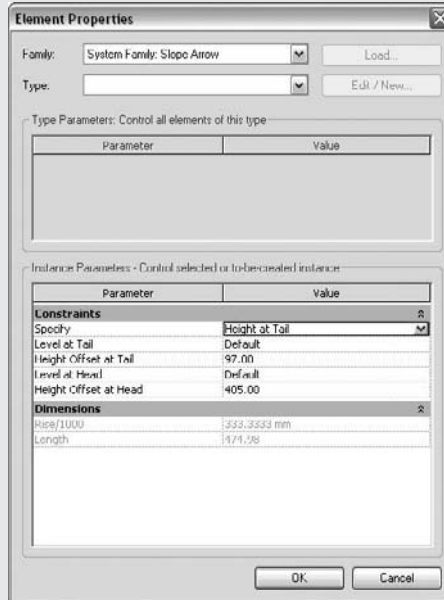 Element Properties
Family: System Family: Slope Arrow Load...
Type: Edit / New...
Type Parameters: Control all elements of this type
Parameter Value
Instance Parameters - Control selected or to-be-created instance
Parameter Value
Constraints
Specify Height at Tail
Level at Tail Default
Height Offset at Tail 97.00
Level at Head Default
Height Offset at Head 405.00
Dimensions
Rise/1000 333.3333 mm
Length 474.98
OK Cancel